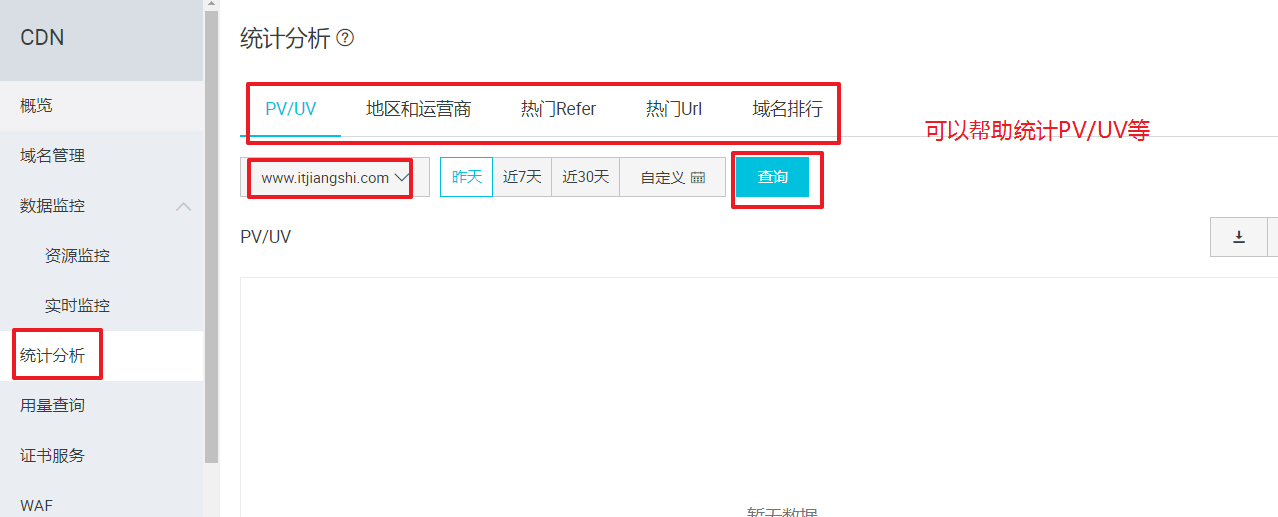 CDN
概览
域名管理
数据监控
资源监控
实时监控
统计分析
用量查询
证书服务
WAF
统计分析
PV/UV 地区和运营商 热门Refer 热门Url 域名排行
可以帮助统计PV/UV等
www.itjiangshi.com 昨天 近7天 近30天 自定义 查询
PV/UV
暂无数据